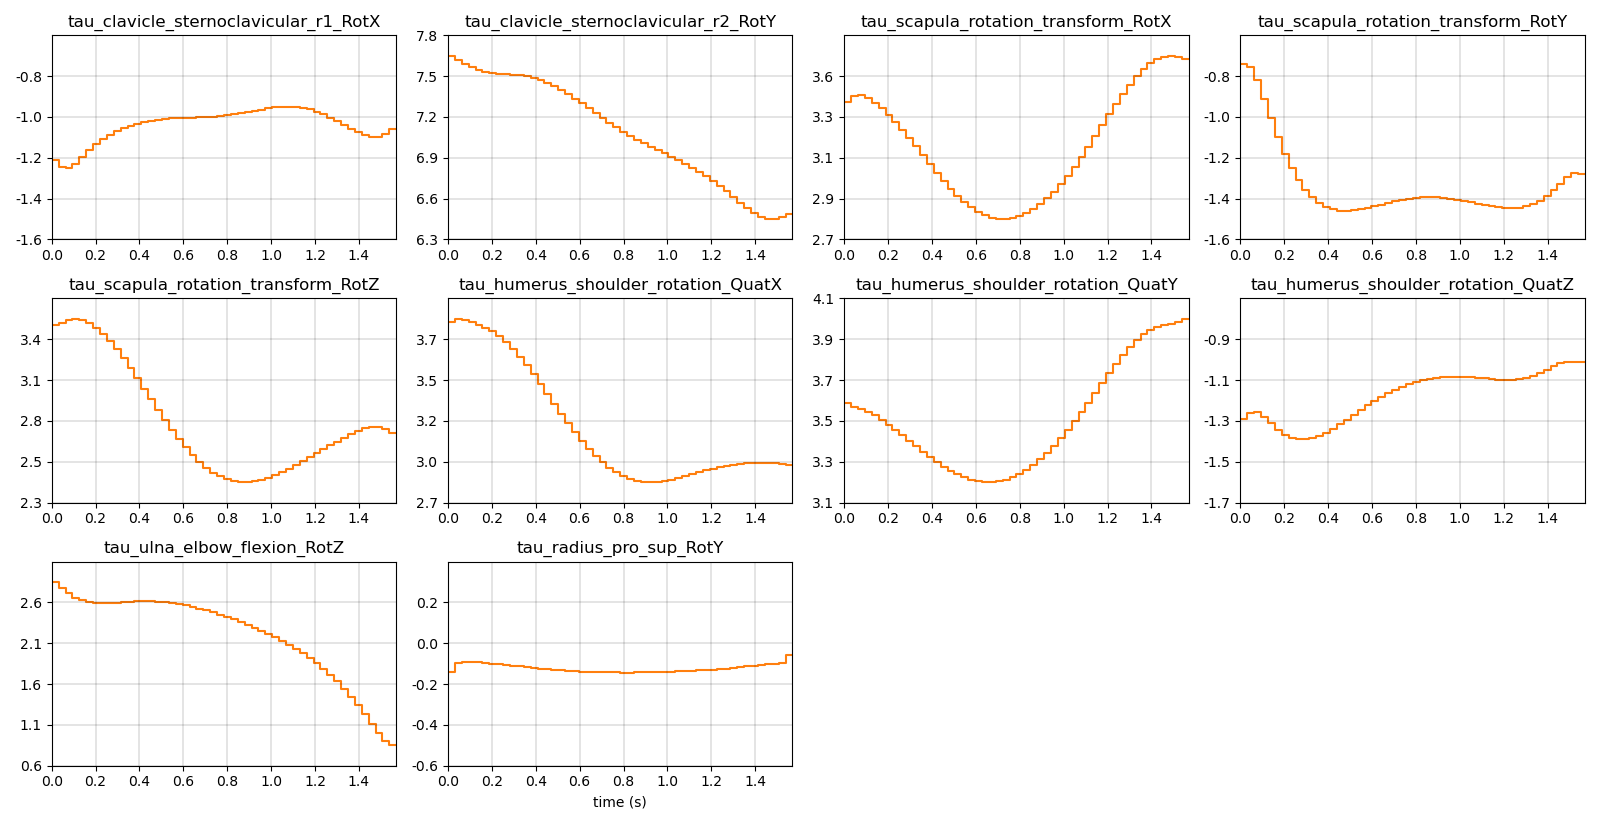 tau_clavicle_sternoclavicular_r1_RotX
-0.8
-1.0
-1.2
-1.4
-1.6
0.0 0.2 0.4 0.6 0.8 1.0 1.2 1.4
tau_clavicle_sternoclavicular_r2_RotY
7.8
7.5
7.2
6.9
6.6
6.3
0.0 0.2 0.4 0.6 0.8 1.0 1.2 1.4
tau_scapula_rotation_transform_RotX
3.6
3.3
3.1
2.9
2.7
0.0 0.2 0.4 0.6 0.8 1.0 1.2 1.4
tau_scapula_rotation_transform_RotY
-0.8
-1.0
-1.2
-1.4
-1.6
0.0 0.2 0.4 0.6 0.8 1.0 1.2 1.4
tau_scapula_rotation_transform_RotZ
3.4
3.1
2.8
2.5
2.3
0.0 0.2 0.4 0.6 0.8 1.0 1.2 1.4
tau_humerus_shoulder_rotation_QuatX
3.7
3.5
3.2
3.0
2.7
0.0 0.2 0.4 0.6 0.8 1.0 1.2 1.4
tau_humerus_shoulder_rotation_QuatY
4.1
3.9
3.7
3.5
3.3
3.1
0.0 0.2 0.4 0.6 0.8 1.0 1.2 1.4
tau_humerus_shoulder_rotation_QuatZ
-0.9
-1.1
-1.3
-1.5
-1.7
0.0 0.2 0.4 0.6 0.8 1.0 1.2 1.4
tau_ulna_elbow_flexion_RotZ
2.6
2.1
1.6
1.1
0.6
0.0 0.2 0.4 0.6 0.8 1.0 1.2 1.4
tau_radius_pro_sup_RotY
0.2
0.0
-0.2
-0.4
-0.6
0.0 0.2 0.4 0.6 0.8 1.0 1.2 1.4
time (s)